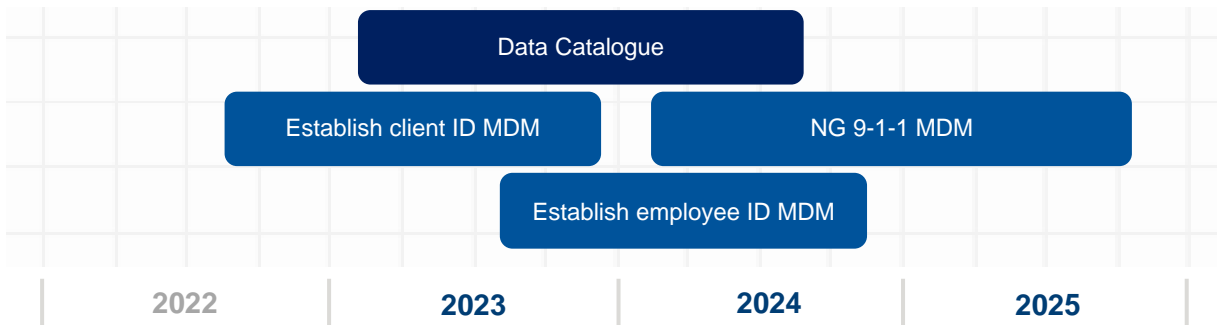 Data Catalogue
Establish client ID MDM
NG 9-1-1 MDM
Establish employee ID MDM
2022
2023
2024
2025